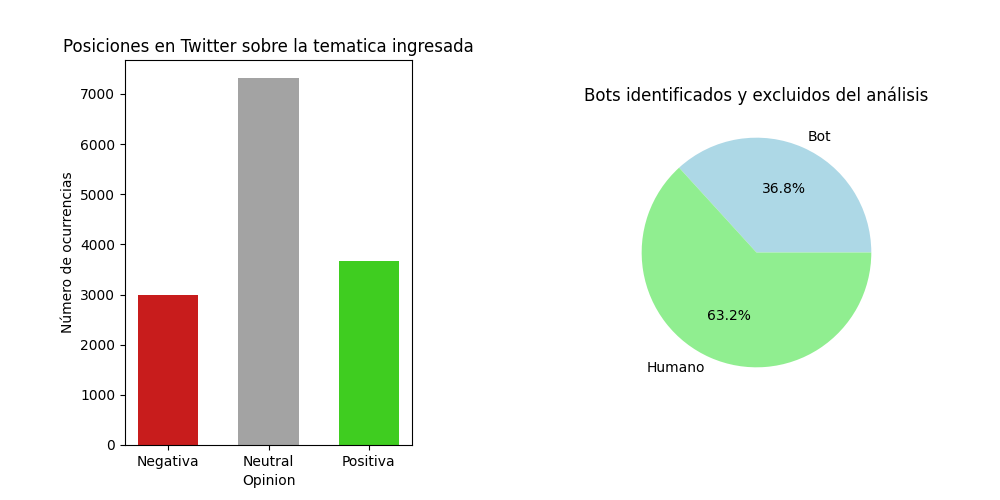 Posiciones en Twitter sobre la tematica ingresada
Número de ocurrencias
7000
6000
5000
4000
3000
2000
1000
0
Negativa
Neutral
Positiva
Opinion
Bots identificados y excluidos del análisis
Bot
36.8%
63.2%
Humano